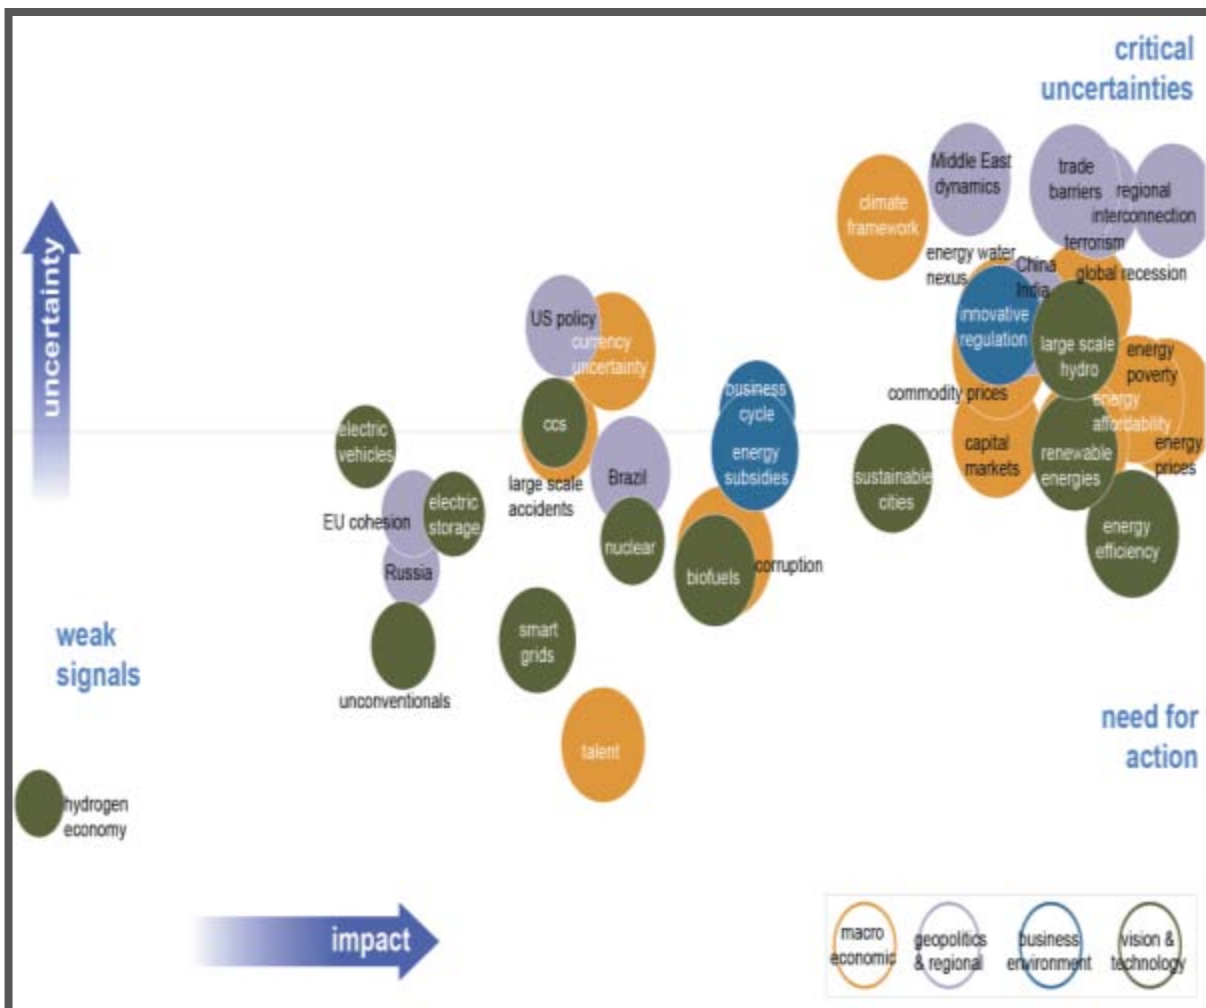 critical
uncertainties
Middle East
dynamics
trade
barriers
regional
interconnection
climate
framework
terrorism
energy water
nexus
China
India
global recession
uncertainty
US policy
currency
uncertainty
innovative
regulation
large scale
hydro
energy
poverty
business
cycle
commodity prices
energy
affordability
electric
vehicles
ccs
capital
markets
renewable
energies
energy
prices
energy
subsidies
large scale
accidents
Brazil
sustainable
cities
EU cohesion
electric
storage
energy
efficiency
nuclear
Russia
biofuels
corruption
weak
signals
smart
grids
unconventionals
need for
action
talent
hydrogen
economy
impact
macro
economic
geopolitics
& regional
business
environment
vision &
technology